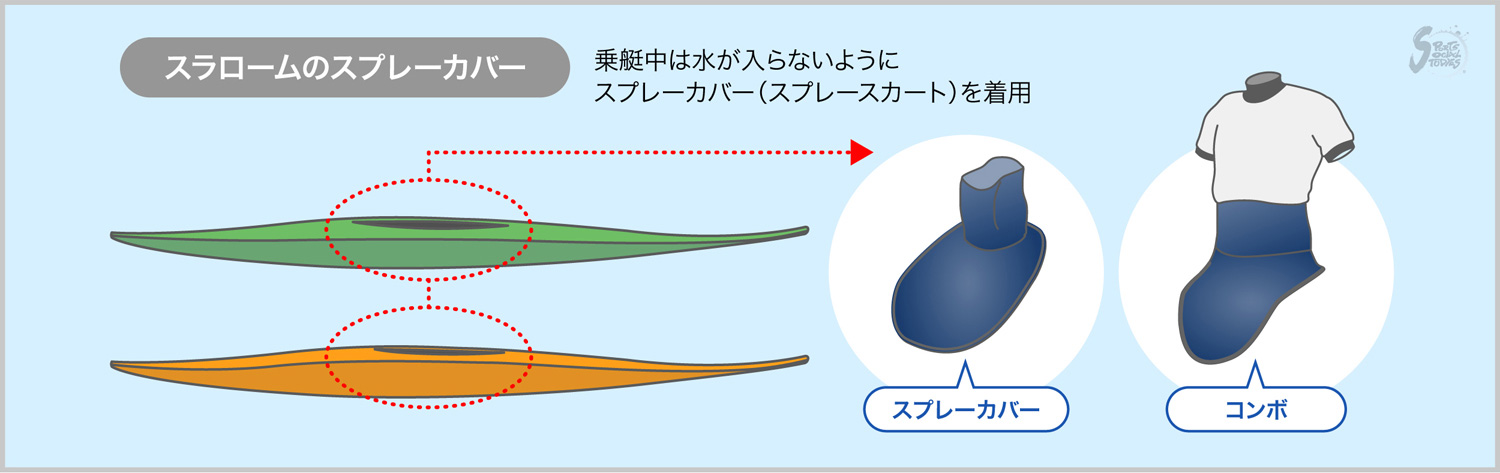 スラロームのスプレーカバー
乗艇中は水が入らないように
スプレーカバー(スプレースカート)を着用
スプレーカバー
コンボ